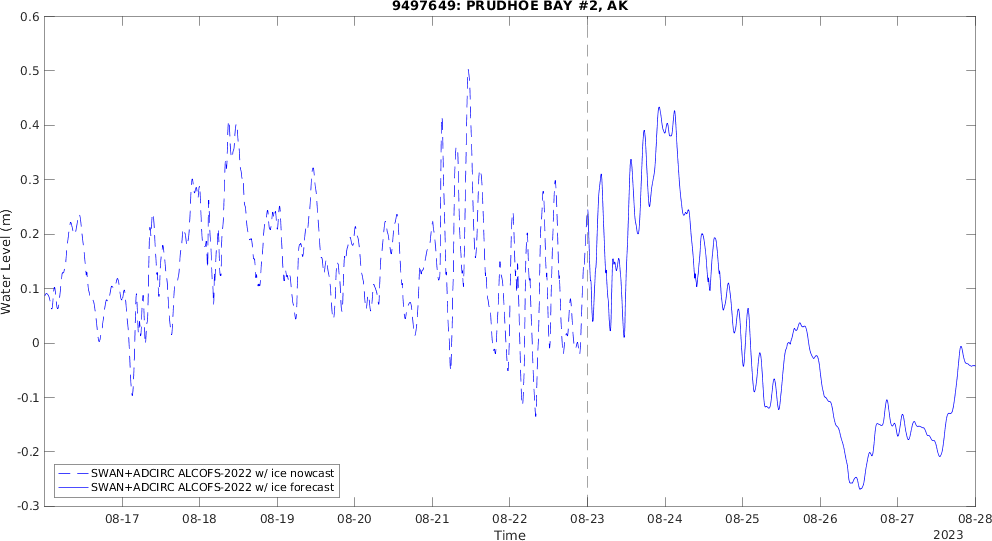 9497649: PRUDHOE BAY #2, AK
0.6
0.5
0.4
0.3
0.2
0.1
0
-0.1
-0.2
-0.3
Water Level (m)
SWAN+ADCIRC ALCOFS-2022 w/ ice nowcast
SWAN+ADCIRC ALCOFS-2022 w/ ice forecast
08-17 08-18 08-19 08-20 08-21 08-22 08-23 08-24 08-25 08-26 08-27 08-28
Time
2023